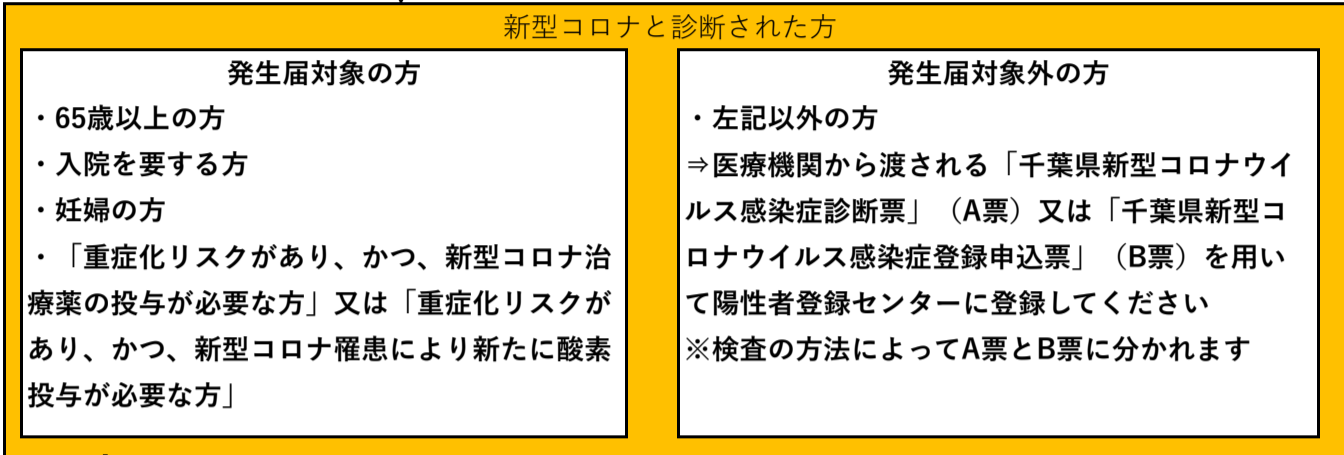 新型コロナと診断された方
発生届対象の方
・65歳以上の方
・入院を要する方
・妊婦の方
・「重症化リスクがあり、かつ、新型コロナ治
療薬の投与が必要な方」又は「重症化リスクが
あり、かつ、新型コロナ罹患により新たに酸素
投与が必要な方」
発生届対象外の方
・左記以外の方
⇒医療機関から渡される「千葉県新型コロナウイ
ルス感染症診断票」（A票）又は「千葉県新型コ
ロナウイルス感染症登録申込票」（B票）を用い
て陽性者登録センターに登録してください
※検査の方法によってA票とB票に分かれます